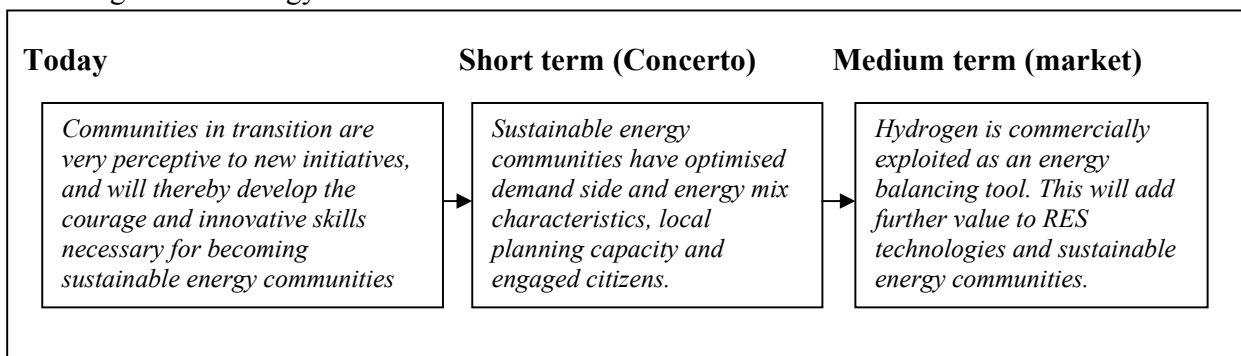 Today
Communities in transition are
very perceptive to new initiatives,
and will thereby develop the
courage and innovative skills
necessary for becoming
sustainable energy communities
Short term (Concerto)
Sustainable energy
communities have optimised
demand side and energy mix
characteristics, local
planning capacity and
engaged citizens.
Medium term (market)
Hydrogen is commercially
exploited as an energy
balancing tool. This will add
further value to RES
technologies and sustainable
energy communities.